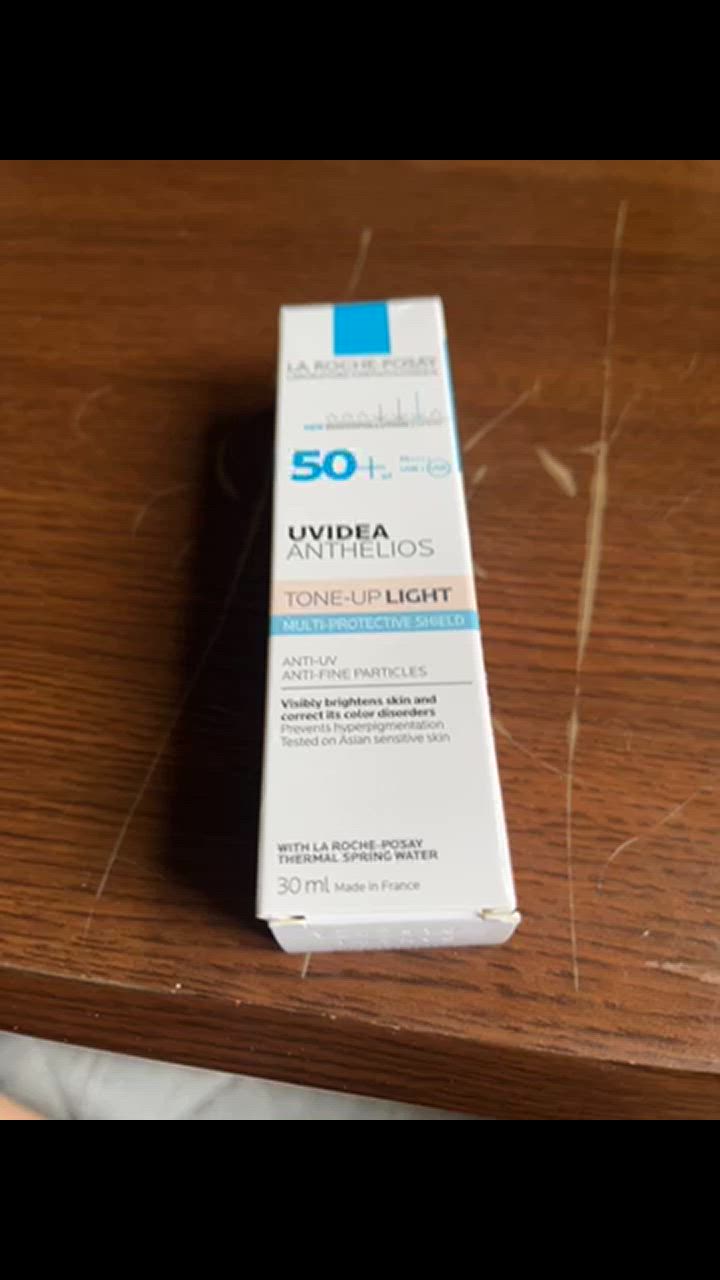 LA ROCHE-POSAY
50+
UVIDEA
ANTHELIOS
TONE-UP LIGHT
MULTI-PROTECTIVE SHIELD
ANTI-UV
ANTI-FINE PARTICLES
Visibly brightens skin and
correct its color disorders
Prevents hyperpigmentation
Tested on Asian sensitive skin
WITH LA ROCHE-POSAY
THERMAL SPRING WATER
30 ml Made in France